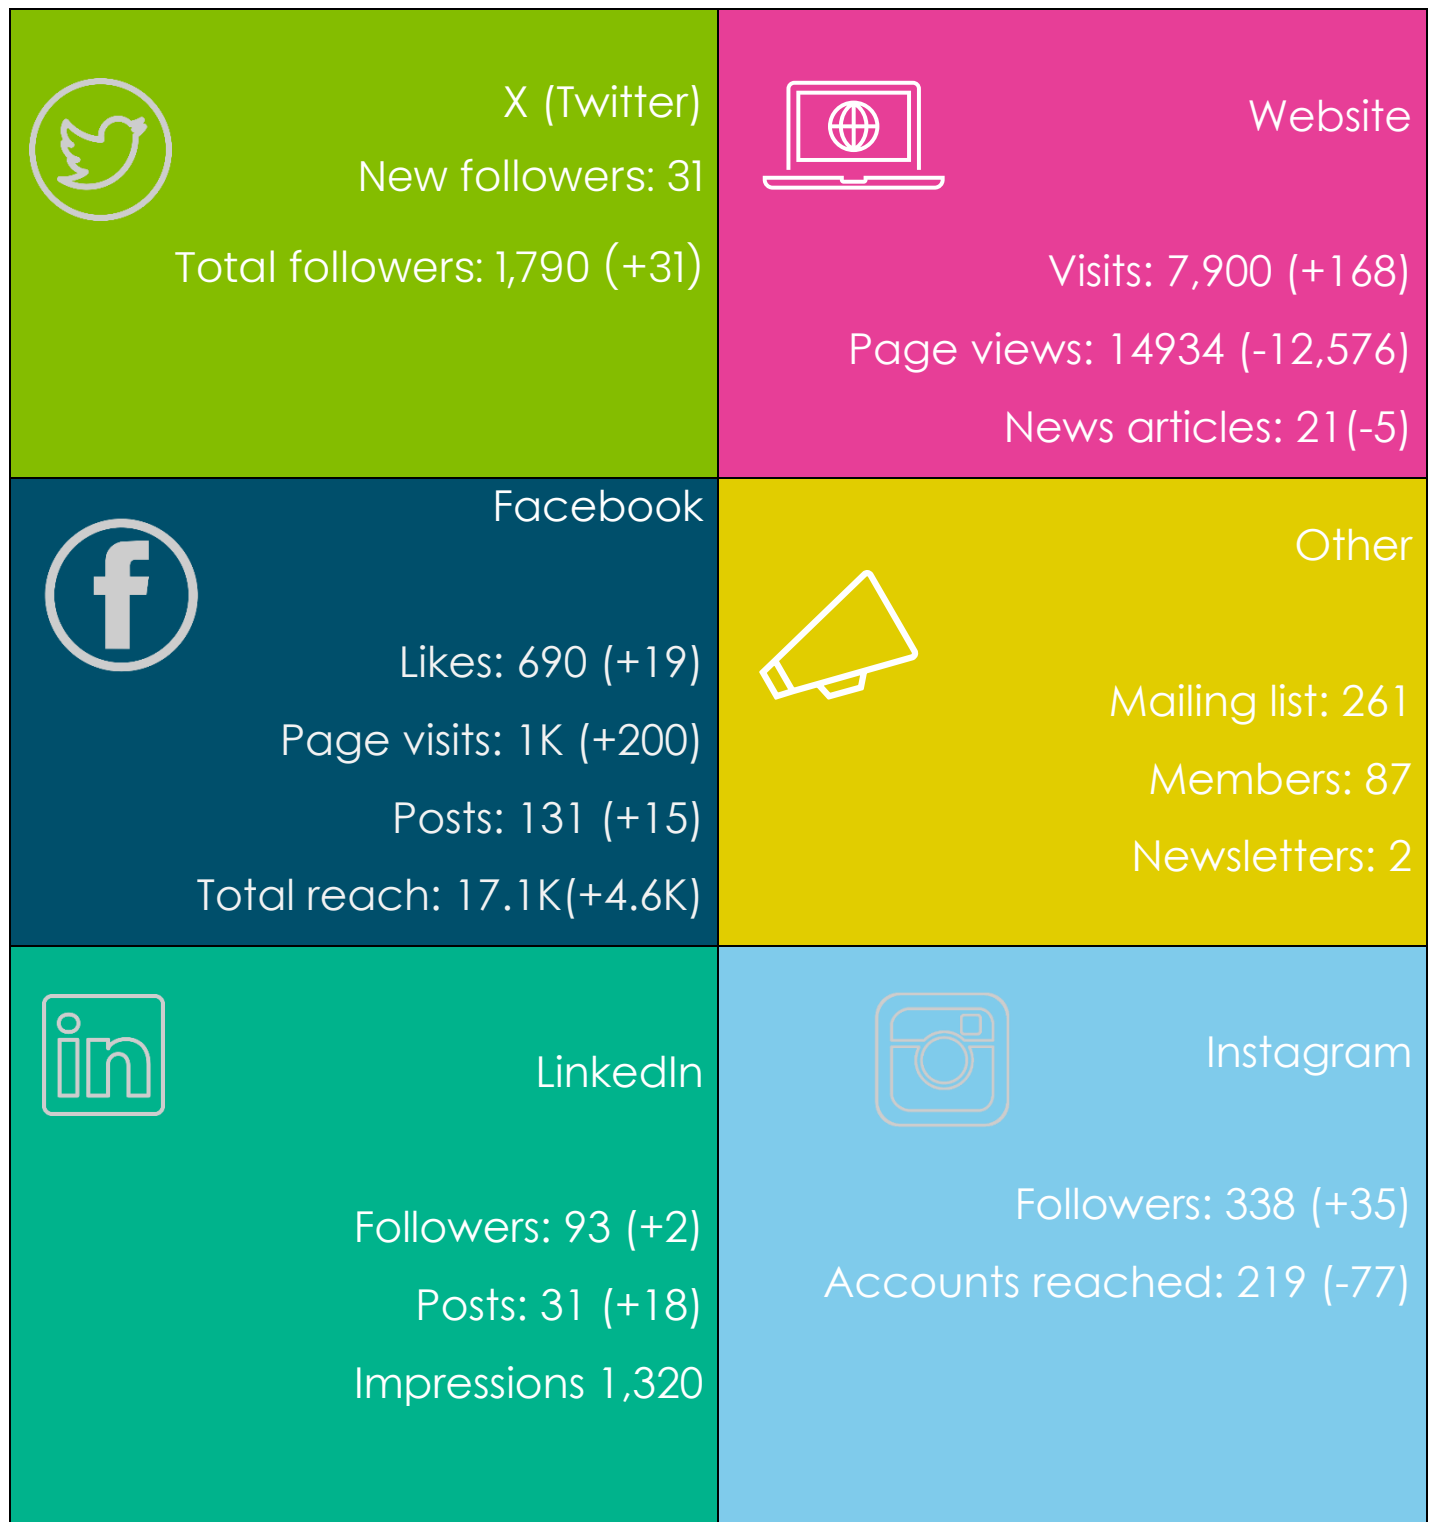 X (Twitter)
New followers: 31
Total followers: 1,790 (+31)
Website
Visits: 7,900 (+168)
Page views: 14934 (-12,576)
News articles: 21(-5)
Facebook
Likes: 690 (+19)
Page visits: 1K (+200)
Posts: 131 (+15)
Total reach: 17.1K(+4.6K)
Other
Mailing list: 261
Members: 87
Newsletters: 2
LinkedIn
Followers: 93 (+2)
Posts: 31 (+18)
Impressions 1,320
Instagram
Followers: 338 (+35)
Accounts reached: 219 (-77)